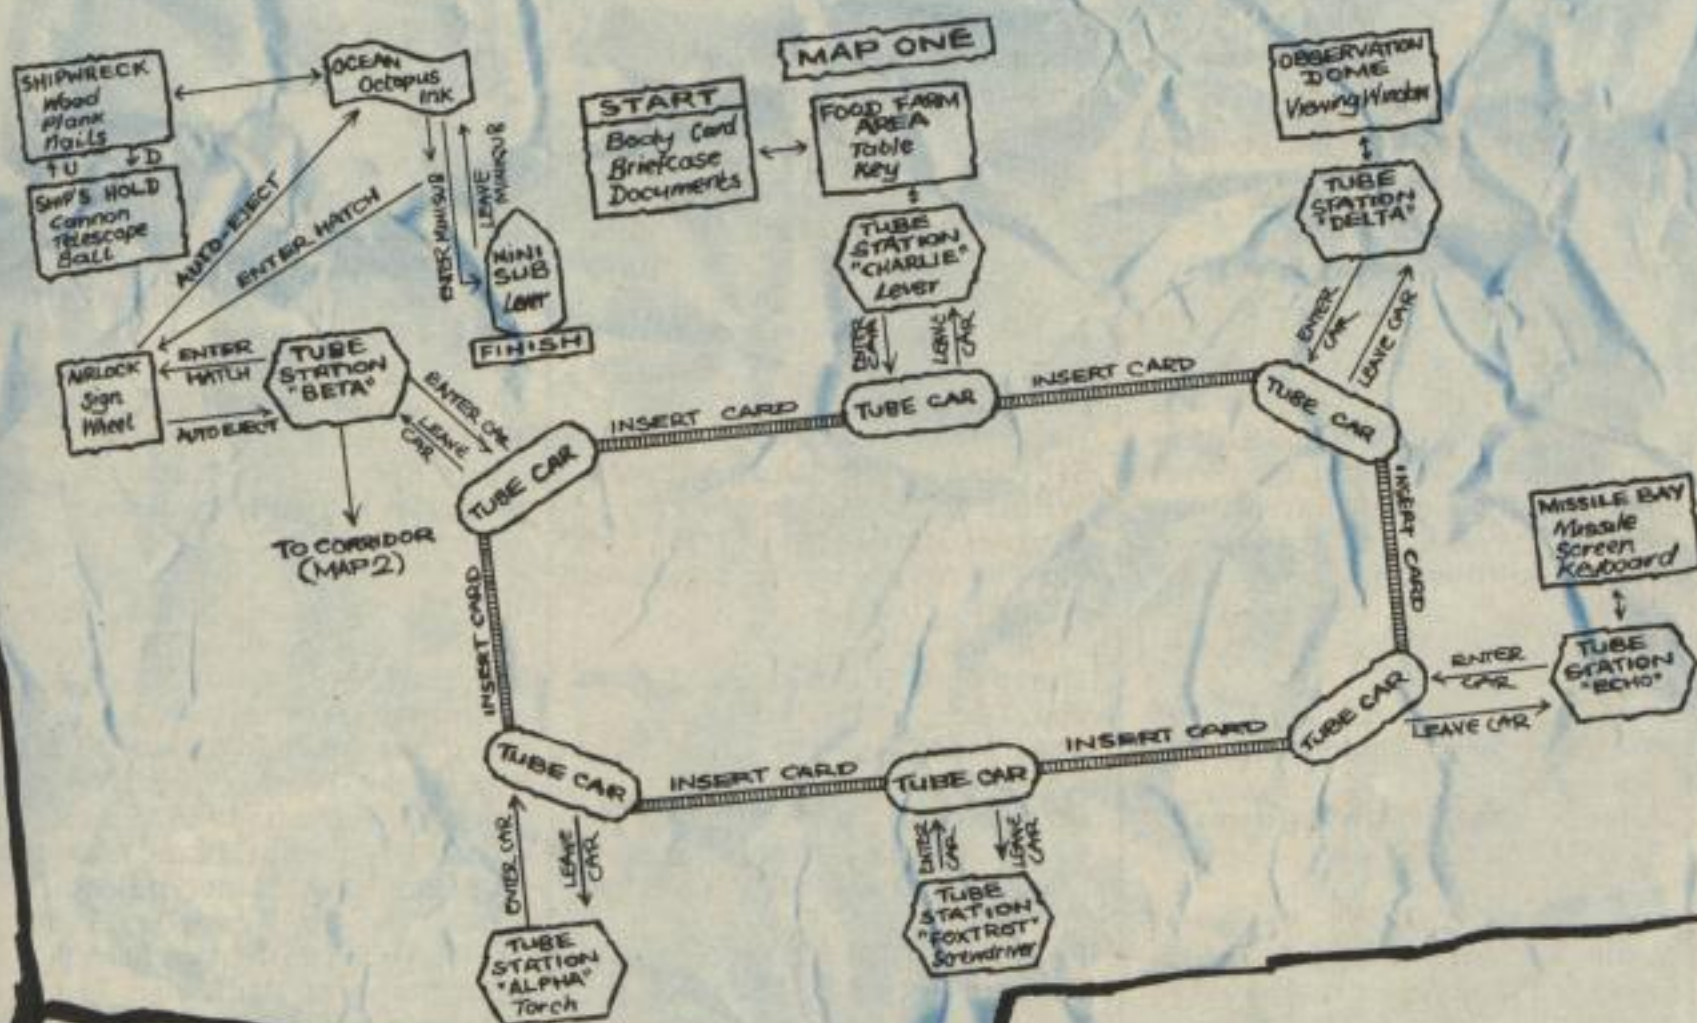 MAP ONE
SHIPWRECK
Wood
Plank
Nails
U
D
SHIP'S HOLD
Cannon
Telescope
Ball
OCEAN
Octopus
Ink
AUTO-EJECT
ENTER HATCH
ENTER MINISUB
LEAVE
MINISUB
MINI
SUB
Lever
FINISH
START
Body Card
Briefcase
Documents
FOOD FARM
AREA
Table
Key
TUBE
STATION
"CHARLIE"
Lever
ENTER
CAR
LEAVE
CAR
OBSERVATION
DOME
Viewing Window
TUBE
STATION
"DELTA"
ENTER
CAR
LEAVE CAR
AIRLOCK
Sign
Wheel
ENTER
HATCH
AUTO EJECT
TUBE
STATION
"BETA"
ENTER CAR
LEAVE
CAR
TO CORRIDOR
(MAP 2)
TUBE CAR
INSERT CARD
TUBE CAR
INSERT CARD
TUBE CAR
INSERT CARD
MISSILE BAY
Missile
Screen
Keyboard
TUBE
STATION
"ECHO"
ENTER
CAR
LEAVE CAR
TUBE CAR
INSERT CARD
TUBE CAR
INSERT CARD
TUBE CAR
INSERT CARD
ENTER CAR
LEAVE
CAR
TUBE
STATION
"ALPHA"
Torch
ENTER
CAR
LEAVE
CAR
TUBE
STATION
"FOXTROT"
Screwdriver